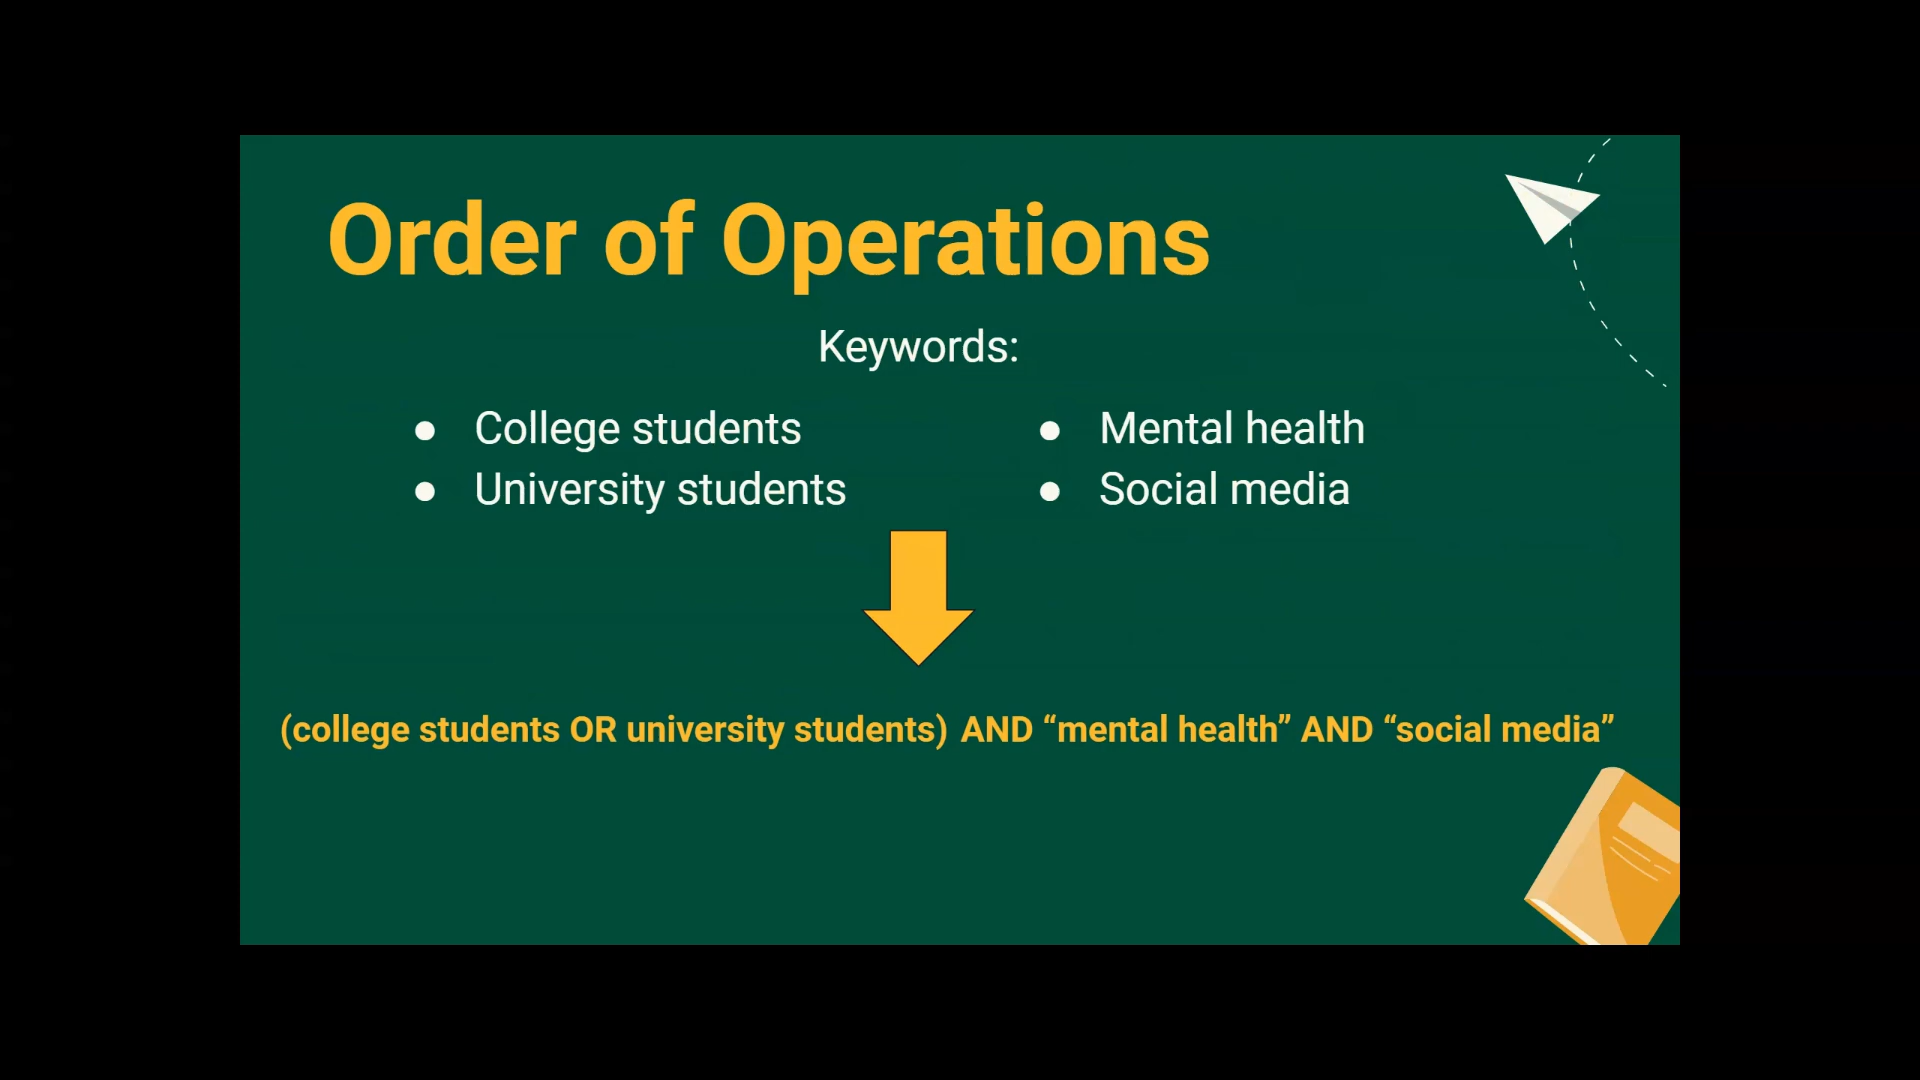 Order of Operations
Keywords:
● College students
● University students
● Mental health
● Social media
(college students OR university students) AND “mental health” AND “social media”